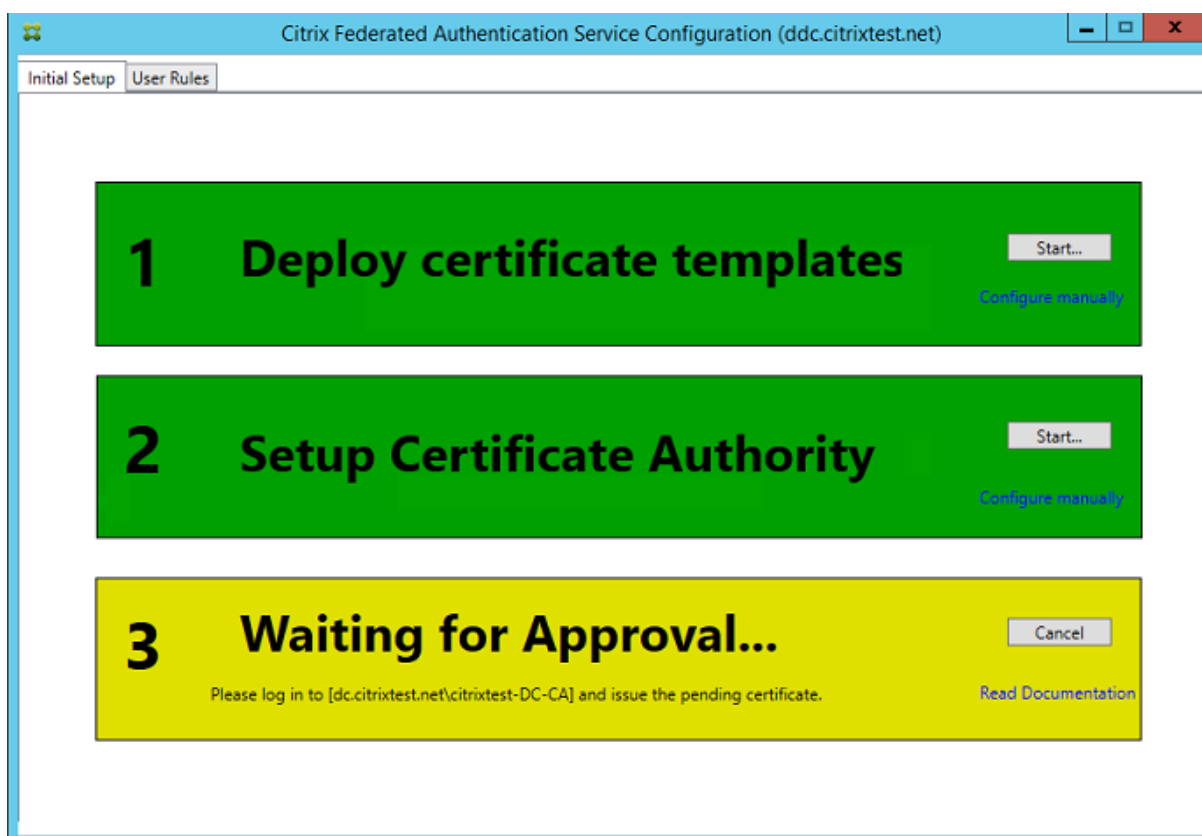 Citrix Federated Authentication Service Configuration (ddc.citrixtest.net)
Initial Setup User Rules
1 Deploy certificate templates
Start...
Configure manually
2 Setup Certificate Authority
Start...
Configure manually
3 Waiting for Approval...
Cancel
Please log in to [dc.citrixtest.net\citrixtest-DC-CA] and issue the pending certificate.
Read Documentation